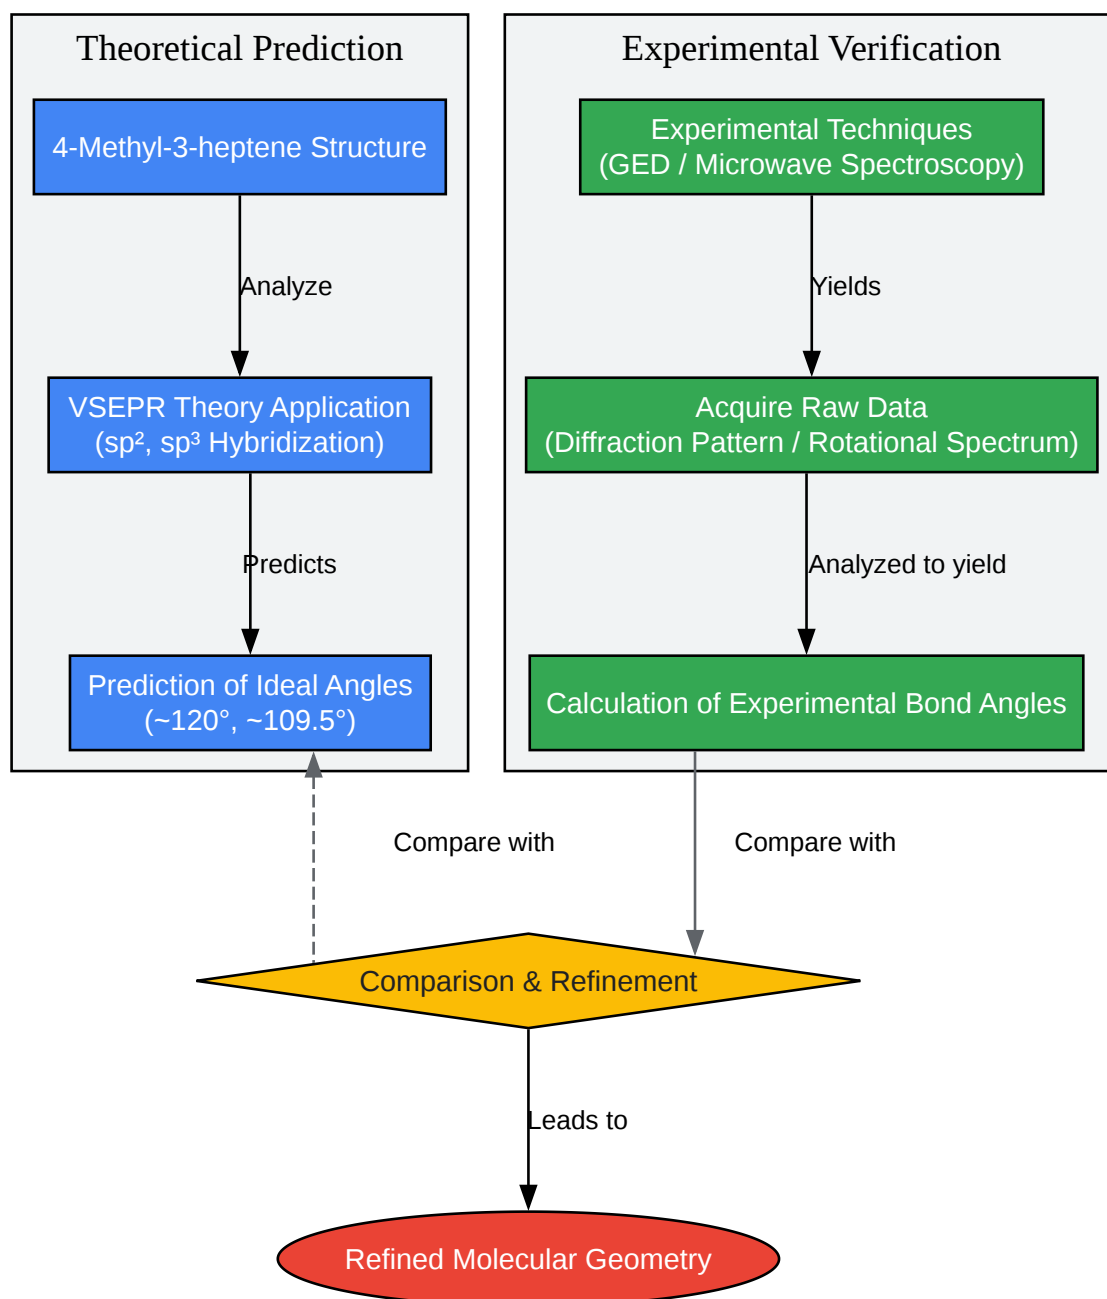 Theoretical Prediction
4-Methyl-3-heptene Structure
Analyze
VSEPR Theory Application
(sp², sp³ Hybridization)
Predicts
Prediction of Ideal Angles
(~120°, ~109.5°)
Experimental Verification
Experimental Techniques
(GED / Microwave Spectroscopy)
Yields
Acquire Raw Data
(Diffraction Pattern / Rotational Spectrum)
Analyzed to yield
Calculation of Experimental Bond Angles
Compare with
Compare with
Comparison & Refinement
Leads to
Refined Molecular Geometry